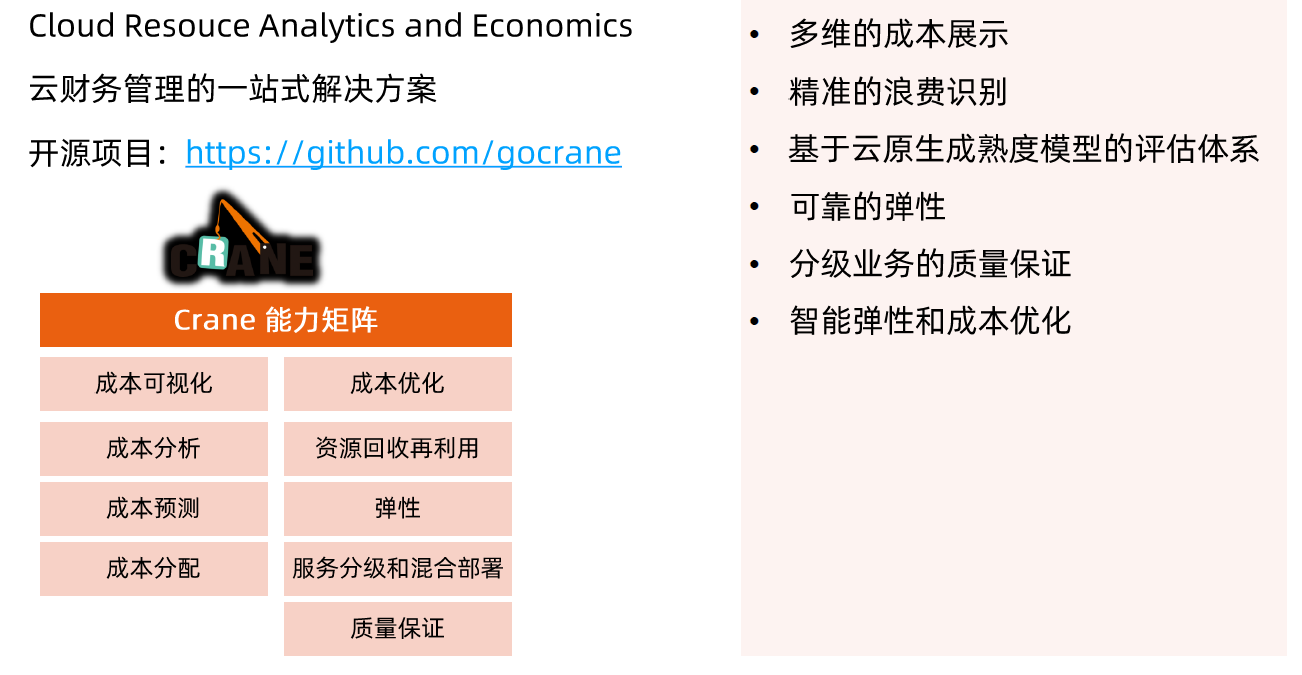 Cloud Resouce Analytics and Economics
云财务管理的一站式解决方案
开源项目：https://github.com/gocrane
CRANE
Crane 能力矩阵
成本可视化
成本优化
成本分析
资源回收再利用
成本预测
弹性
成本分配
服务分级和混合部署
质量保证
• 多维的成本展示
• 精准的浪费识别
• 基于云原生成熟度模型的评估体系
• 可靠的弹性
• 分级业务的质量保证
• 智能弹性和成本优化